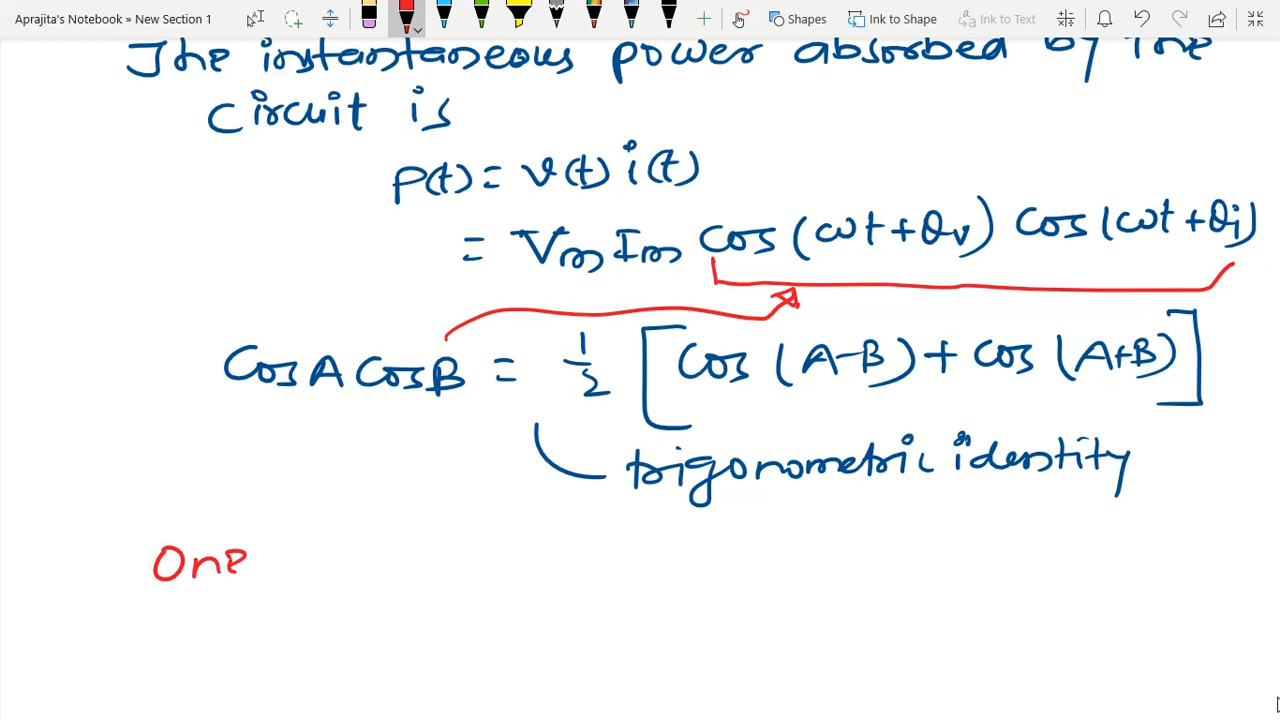 Aprajita's Notebook » New Section 1
Shapes
Ink to Shape
Ink to Text
The instantaneous power absorbed by the
circuit is
P(t) = v(t) i(t)
= Vm Im Cos (ωt+θv) Cos (ωt+θi)
Cos A Cos B = 1/2 [Cos (A-B) + Cos (A+B)]
trigonometric identity
One